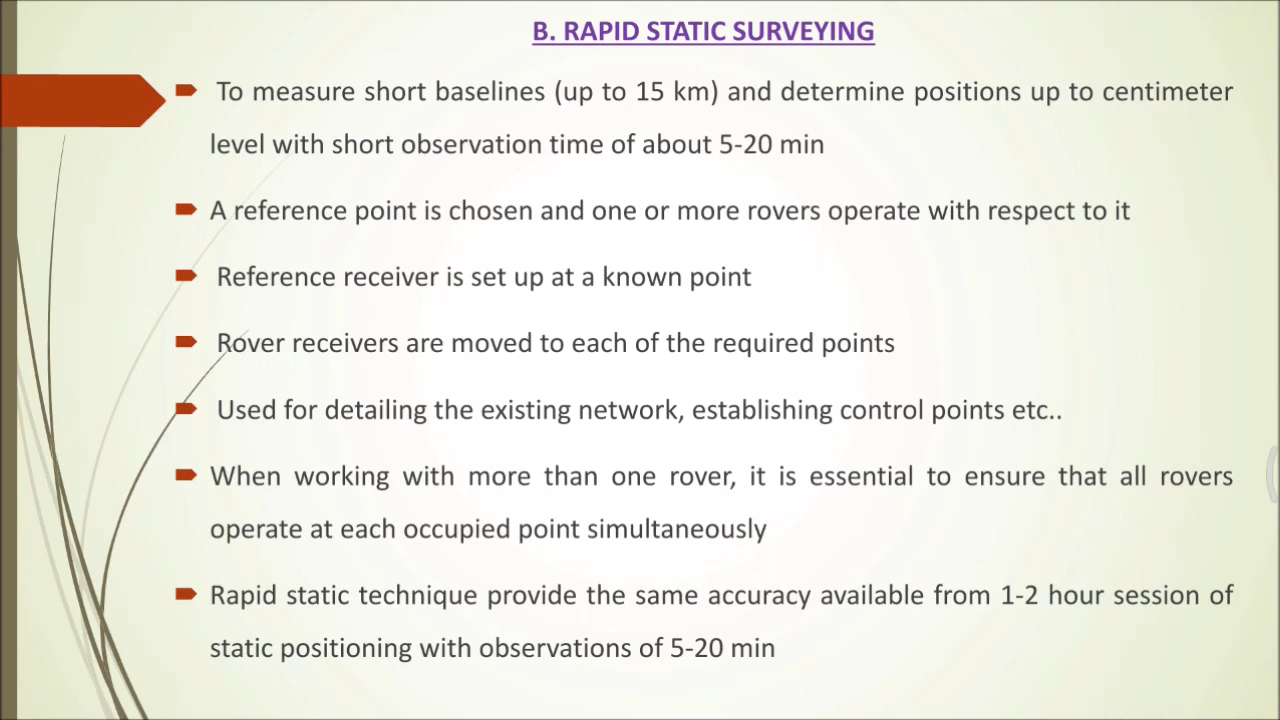 B. RAPID STATIC SURVEYING
To measure short baselines (up to 15 km) and determine positions up to centimeter
level with short observation time of about 5-20 min
A reference point is chosen and one or more rovers operate with respect to it
Reference receiver is set up at a known point
Rover receivers are moved to each of the required points
Used for detailing the existing network, establishing control points etc..
When working with more than one rover, it is essential to ensure that all rovers
operate at each occupied point simultaneously
Rapid static technique provide the same accuracy available from 1-2 hour session of
static positioning with observations of 5-20 min